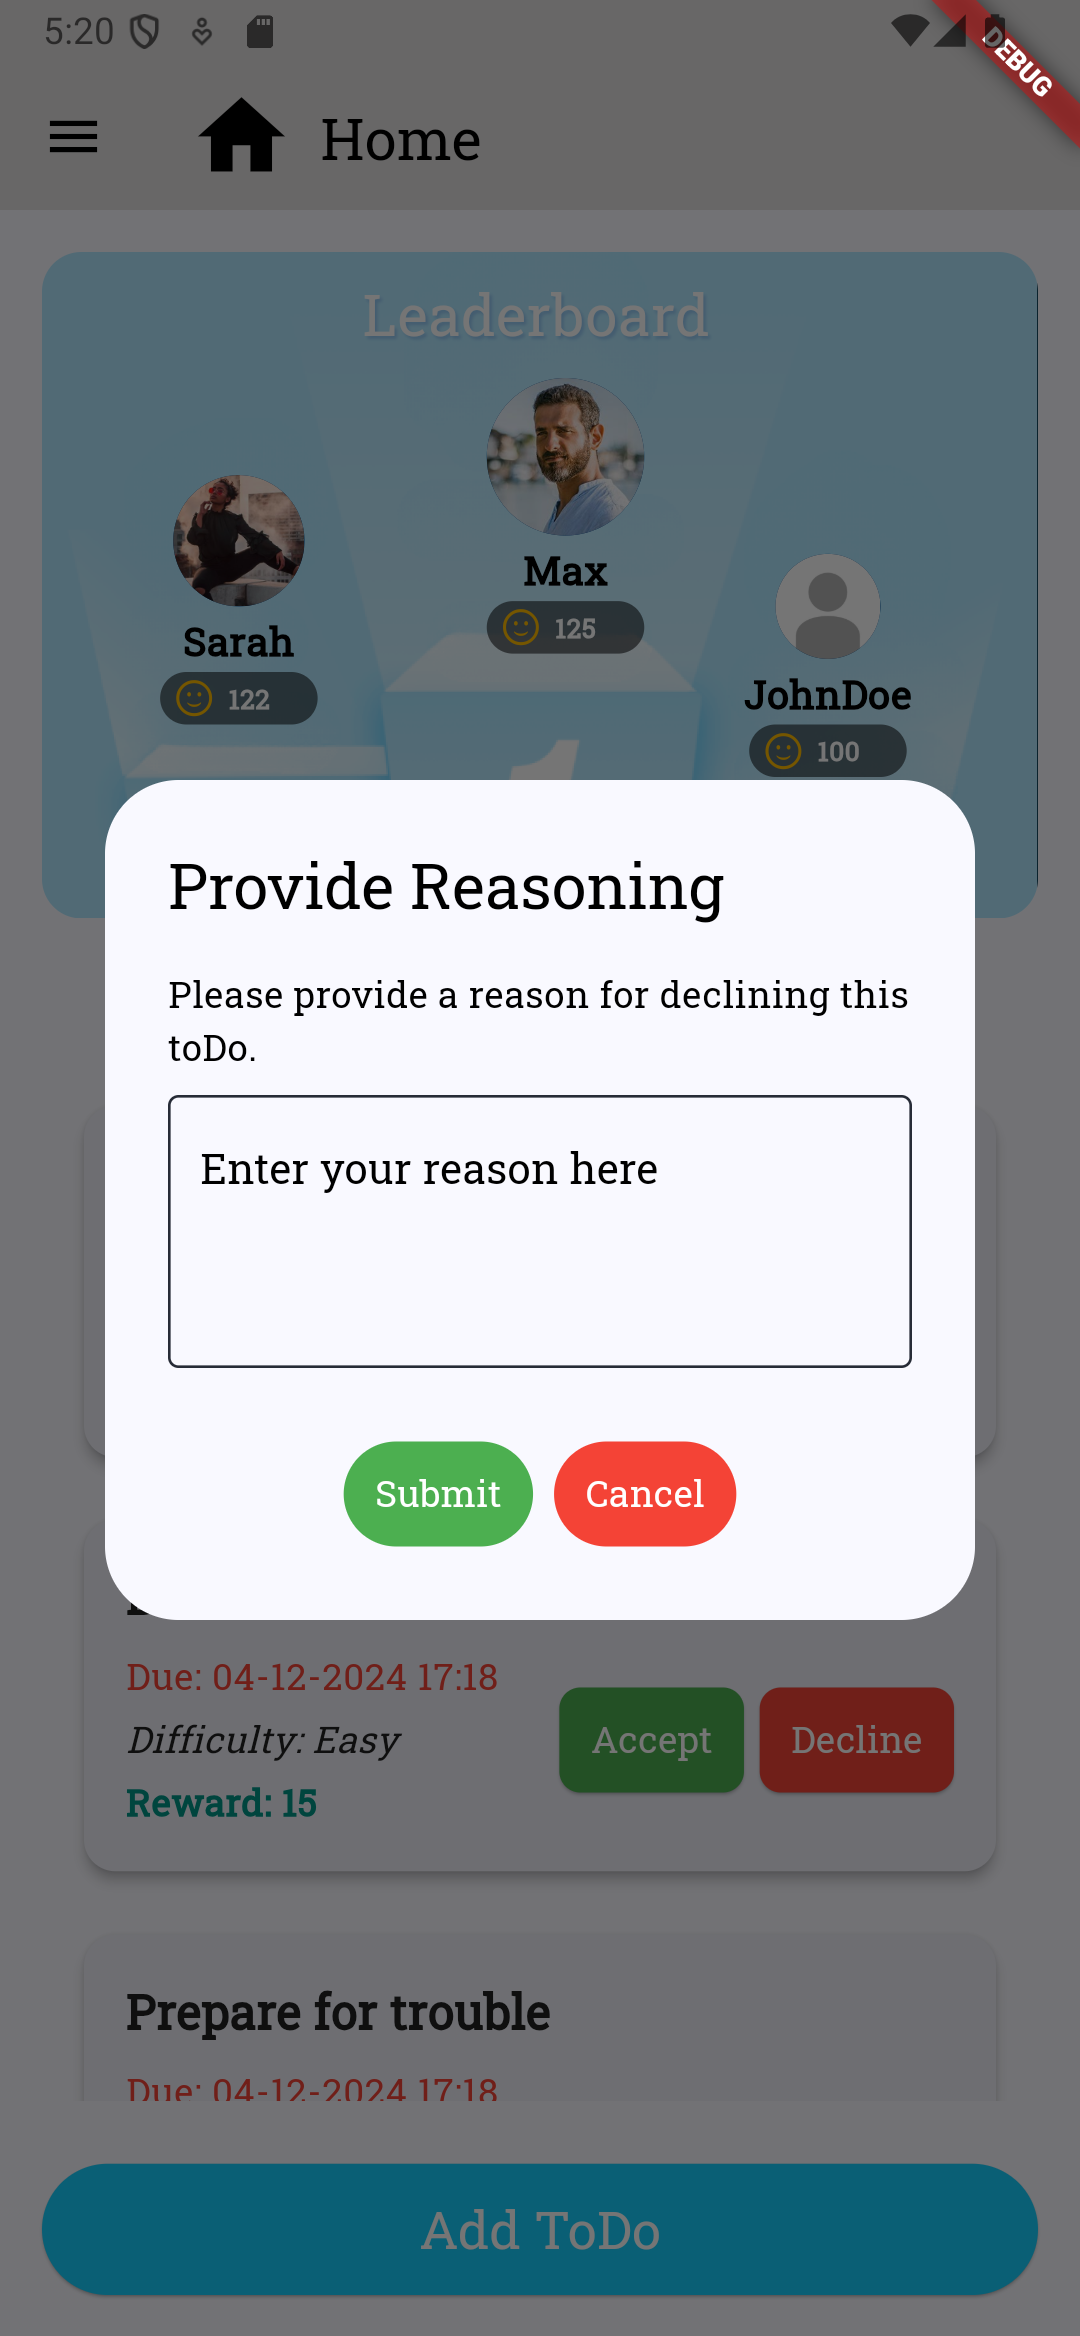 5:20
DEBUG
Home
Leaderboard
Max
125
Sarah
122
JohnDoe
100
1
Provide Reasoning
Please provide a reason for declining this
toDo.
Enter your reason here
Submit Cancel
Due: 04-12-2024 17:18
Difficulty: Easy
Accept Decline
Reward: 15
Prepare for trouble
Due: 04-12-2024 17:18
Add ToDo